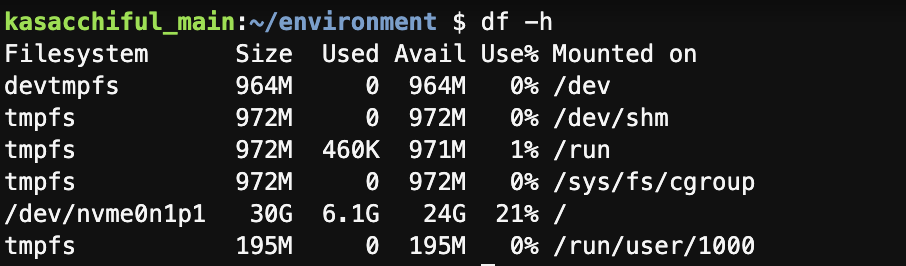 kasacchiful_main:~/environment $ df -h
Filesystem      Size  Used Avail Use% Mounted on
devtmpfs        964M     0  964M   0% /dev
tmpfs           972M     0  972M   0% /dev/shm
tmpfs           972M  460K  971M   1% /run
tmpfs           972M     0  972M   0% /sys/fs/cgroup
/dev/nvme0n1p1   30G  6.1G   24G  21% /
tmpfs           195M     0  195M   0% /run/user/1000